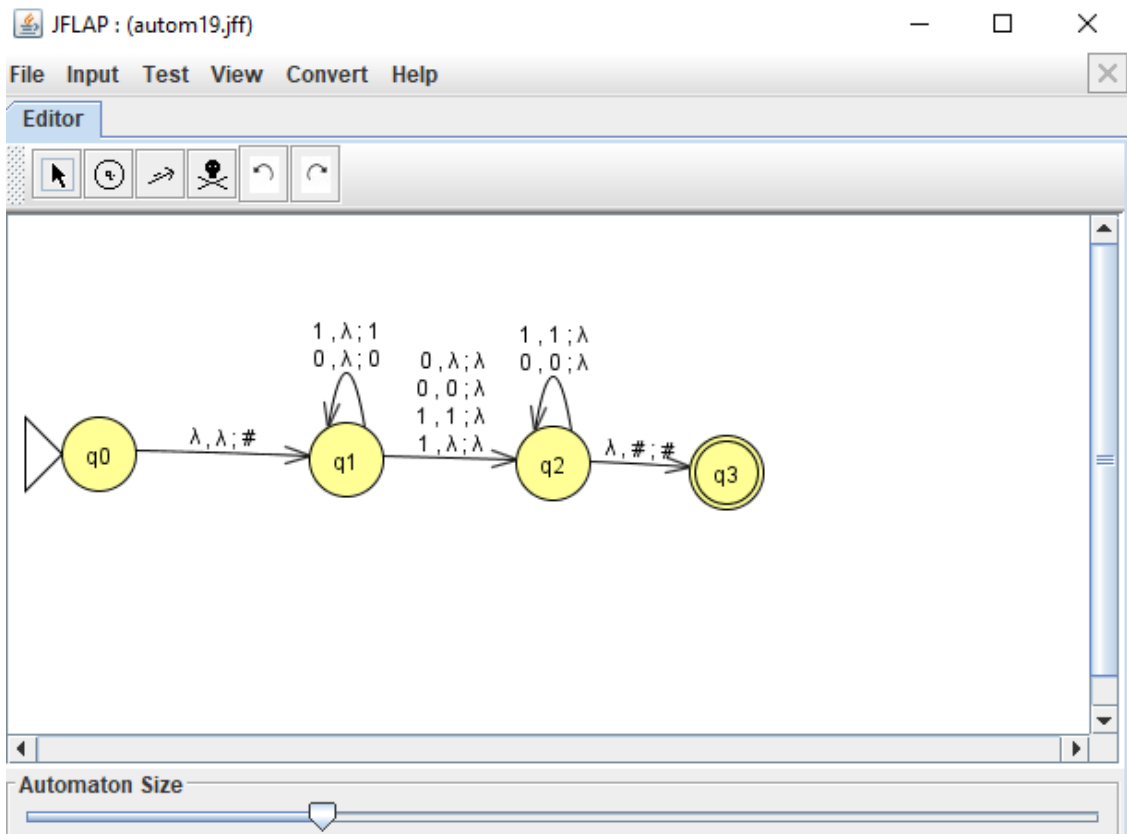 JFLAP : (autom19.jff)
File Input Test View Convert Help
Editor
1 , λ ; 1
0 , λ ; 0
0 , λ ; λ
0 , 0 ; λ
1 , 1 ; λ
1 , λ ; λ
1 , 1 ; λ
0 , 0 ; λ
λ , λ ; #
λ , # ; #
q0
q1
q2
q3
Automaton Size